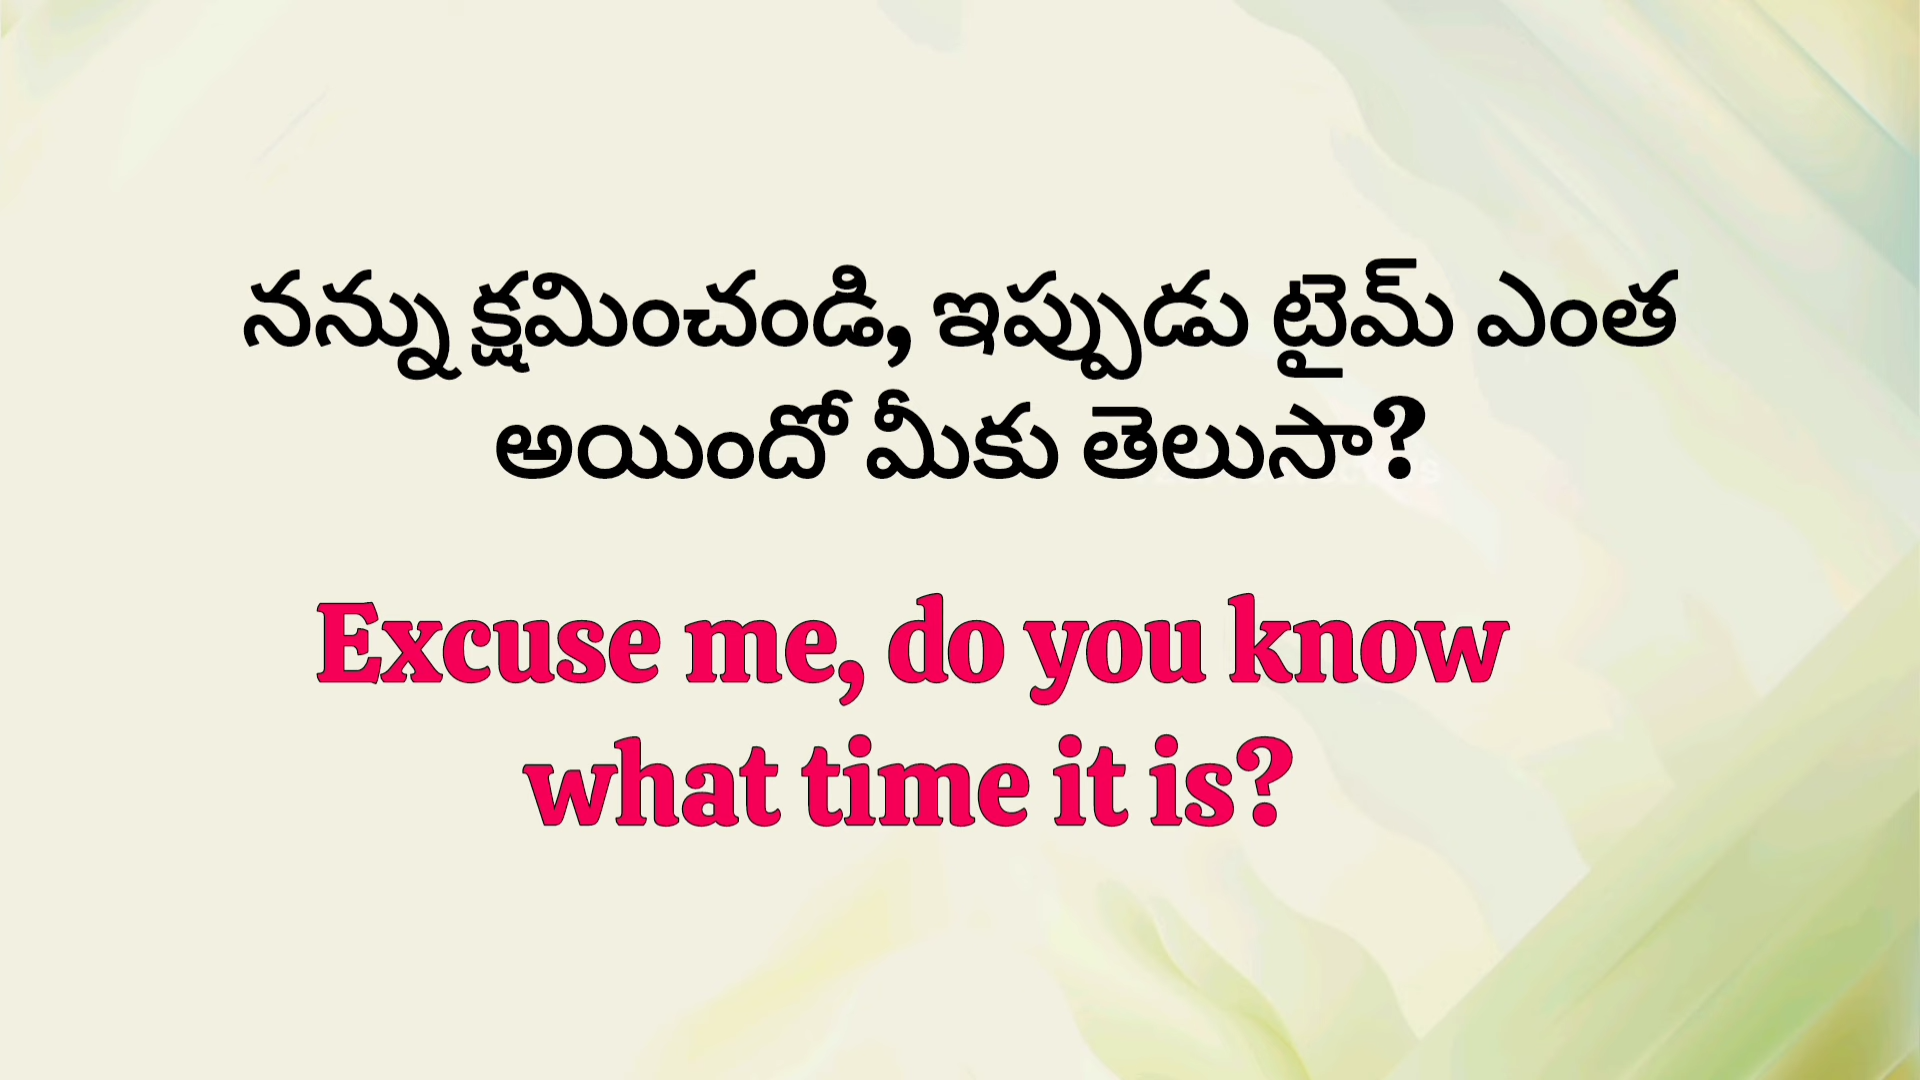 నన్ను క్షమించండి, ఇప్పుడు టైమ్ ఎంత
అయిందో మీకు తెలుసా?
Excuse me, do you know
what time it is?